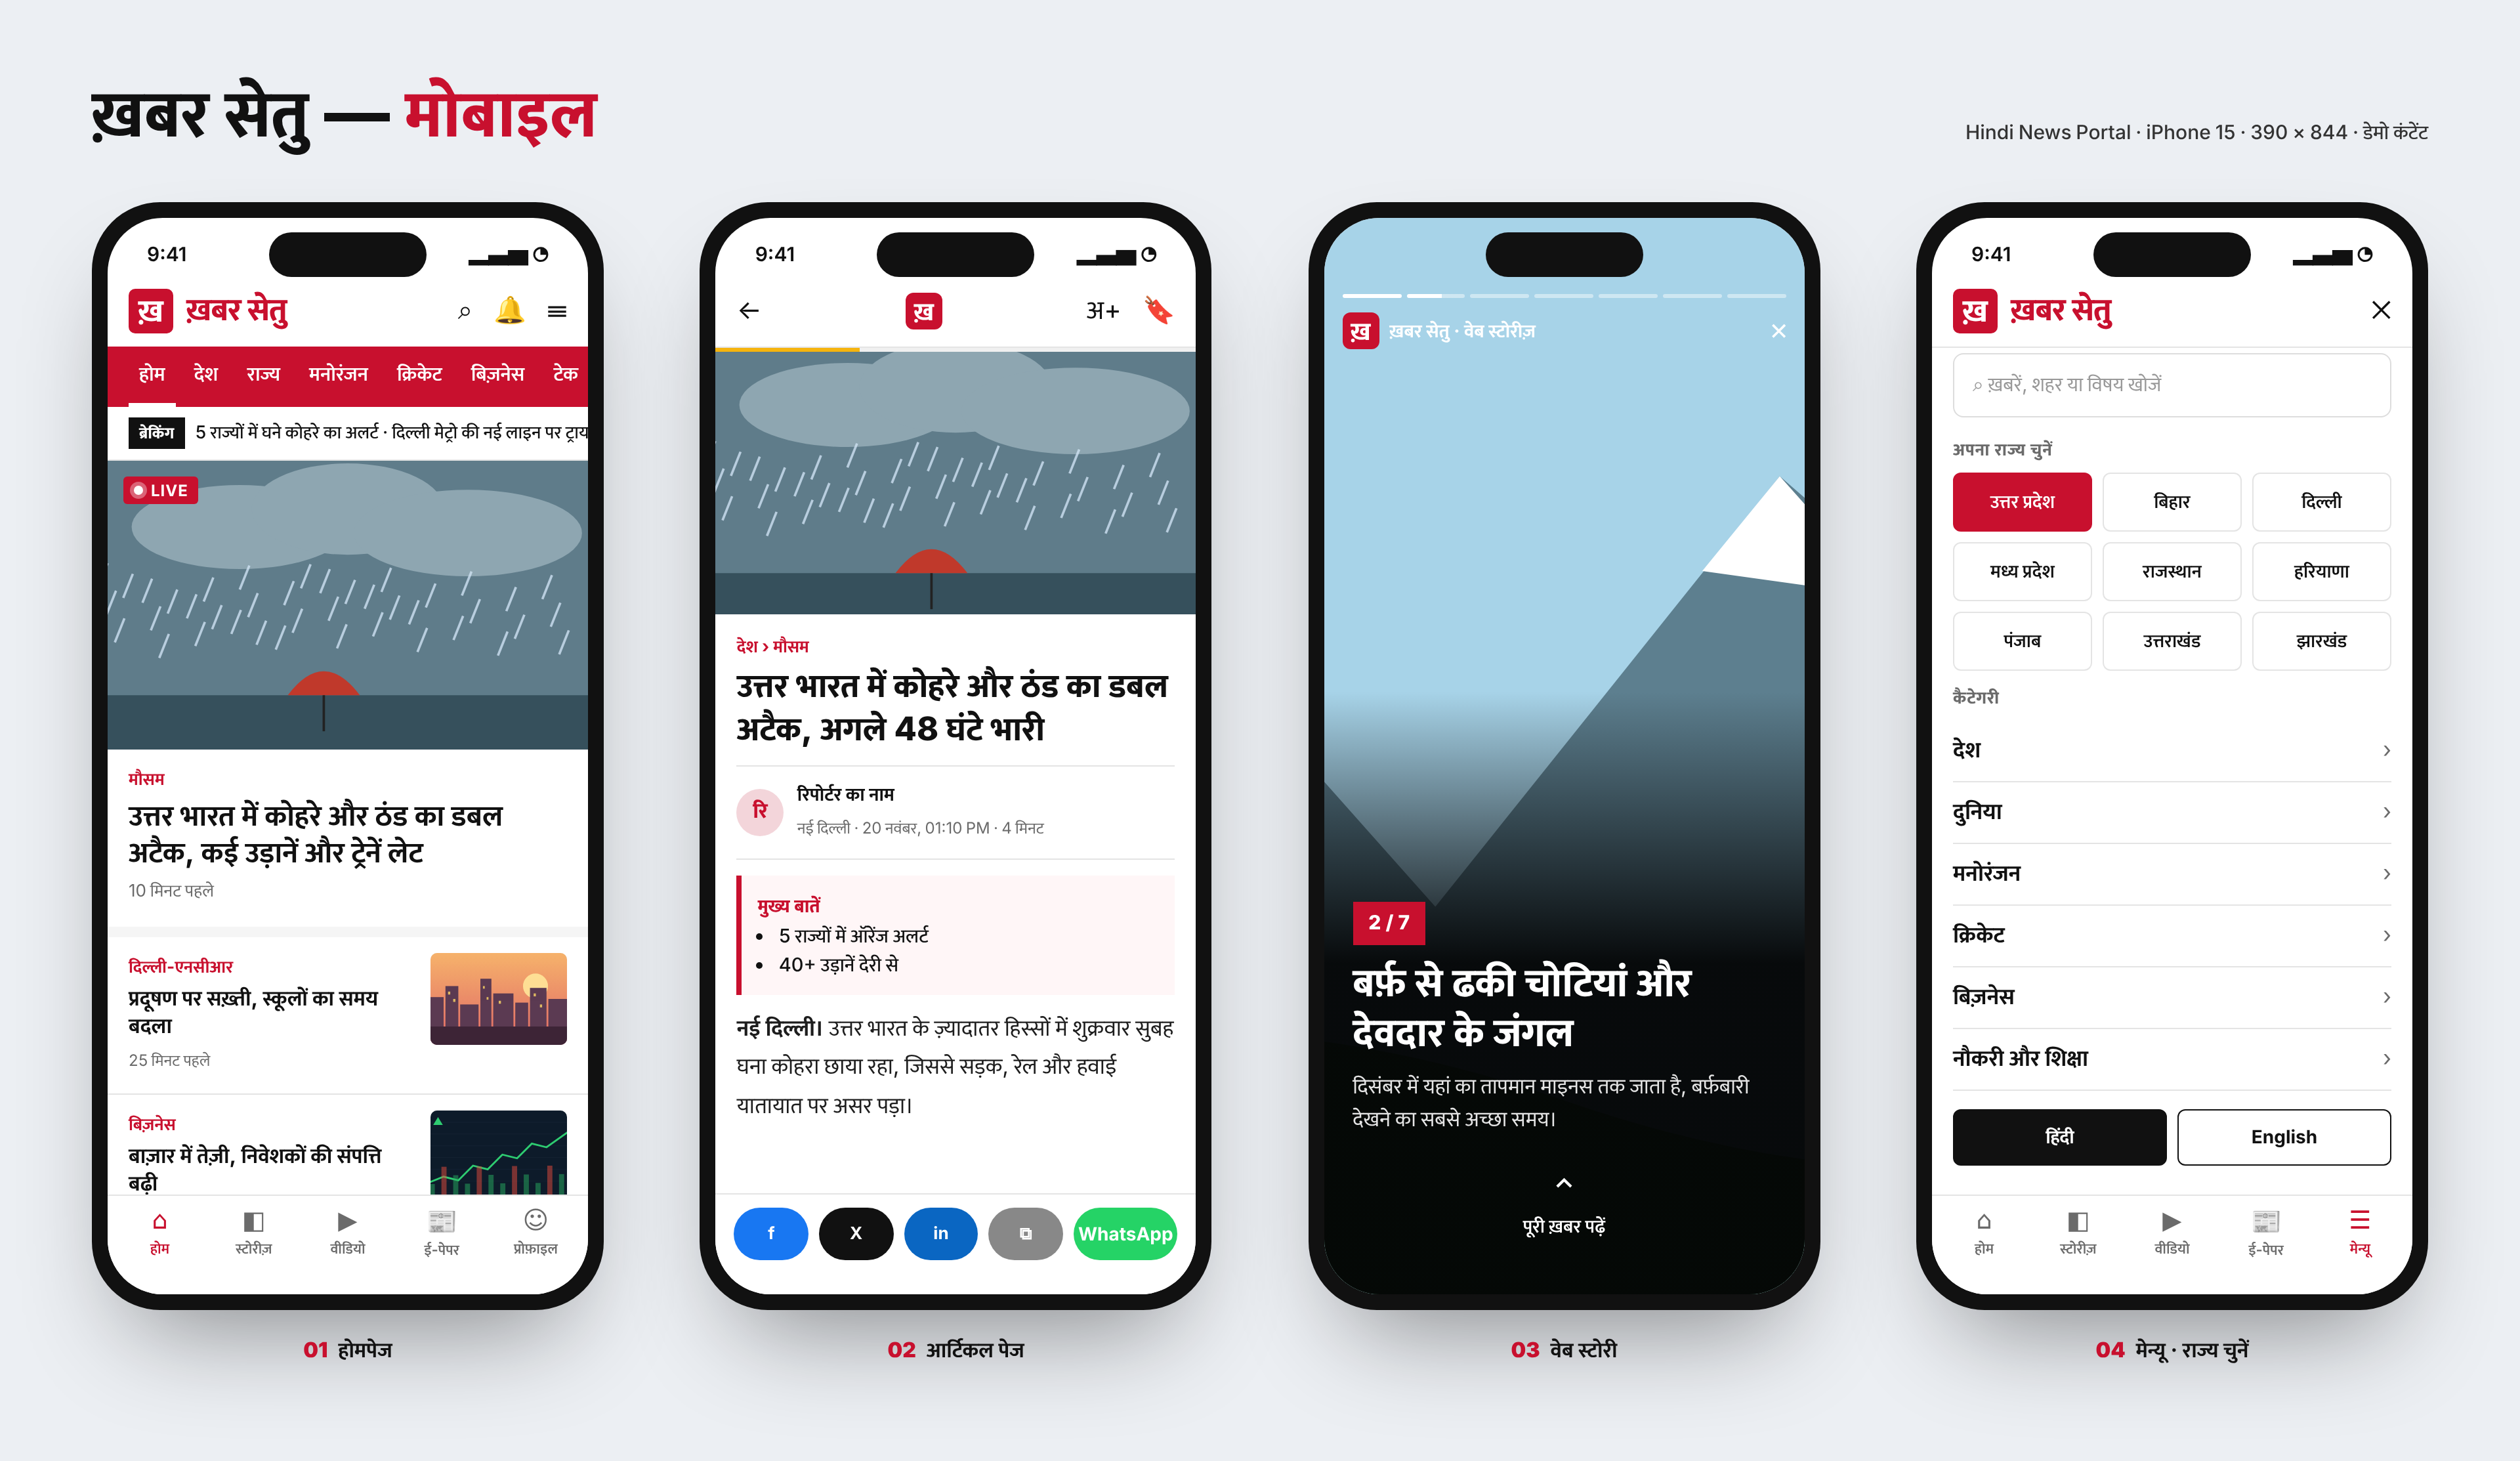 ख़बर सेतु — मोबाइल
Hindi News Portal · iPhone 15 · 390 × 844 · डेमो कंटेंट
9:41
ख़ ख़बर सेतु
होम देश राज्य मनोरंजन क्रिकेट बिज़नेस टेक
ब्रेकिंग 5 राज्यों में घने कोहरे का अलर्ट · दिल्ली मेट्रो की नई लाइन पर ट्राय
LIVE
मौसम
उत्तर भारत में कोहरे और ठंड का डबल
अटैक, कई उड़ानें और ट्रेनें लेट
10 मिनट पहले
दिल्ली-एनसीआर
प्रदूषण पर सख़्ती, स्कूलों का समय
बदला
25 मिनट पहले
बिज़नेस
बाज़ार में तेज़ी, निवेशकों की संपत्ति
बढ़ी
होम स्टोरीज़ वीडियो ई-पेपर प्रोफ़ाइल
01 होमपेज
9:41
ख़ अ+
देश › मौसम
उत्तर भारत में कोहरे और ठंड का डबल
अटैक, अगले 48 घंटे भारी
रि रिपोर्टर का नाम
नई दिल्ली · 20 नवंबर, 01:10 PM · 4 मिनट
मुख्य बातें
• 5 राज्यों में ऑरेंज अलर्ट
• 40+ उड़ानें देरी से
नई दिल्ली। उत्तर भारत के ज़्यादातर हिस्सों में शुक्रवार सुबह
घना कोहरा छाया रहा, जिससे सड़क, रेल और हवाई
यातायात पर असर पड़ा।
f X in WhatsApp
02 आर्टिकल पेज
ख़ ख़बर सेतु · वेब स्टोरीज़ ×
2 / 7
बर्फ़ से ढकी चोटियां और
देवदार के जंगल
दिसंबर में यहां का तापमान माइनस तक जाता है, बर्फ़बारी
देखने का सबसे अच्छा समय।
पूरी ख़बर पढ़ें
03 वेब स्टोरी
9:41
ख़ ख़बर सेतु
ख़बरें, शहर या विषय खोजें
अपना राज्य चुनें
उत्तर प्रदेश बिहार दिल्ली
मध्य प्रदेश राजस्थान हरियाणा
पंजाब उत्तराखंड झारखंड
कैटेगरी
देश ›
दुनिया ›
मनोरंजन ›
क्रिकेट ›
बिज़नेस ›
नौकरी और शिक्षा ›
हिंदी English
होम स्टोरीज़ वीडियो ई-पेपर मेन्यू
04 मेन्यू · राज्य चुनें